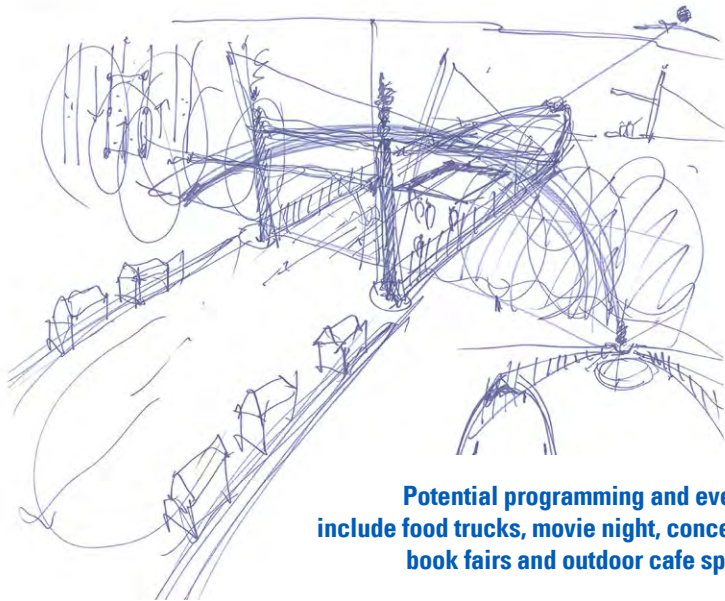 Potential programming and eve
include food trucks, movie night, conce
book fairs and outdoor cafe sp